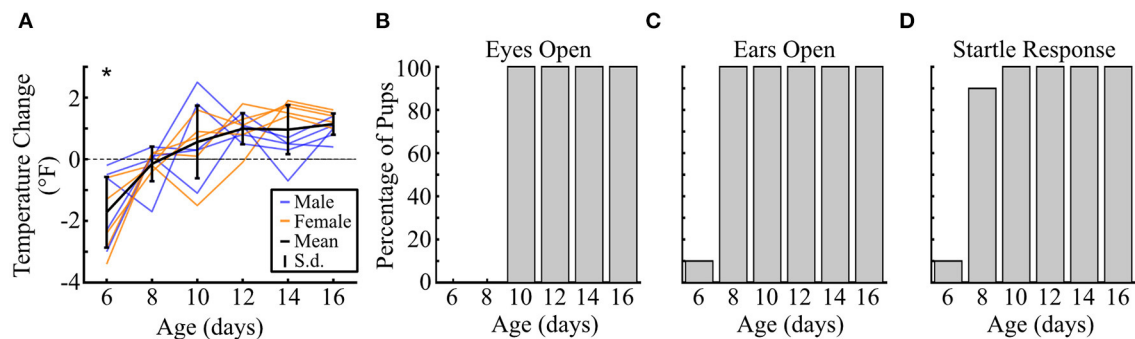 A
B
C
D
Eyes Open
Ears Open
Startle Response
Temperature Change
(°F)
2
0
-2
-4
*
Male
Female
Mean
S.d.
6 8 10 12 14 16
Age (days)
Percentage of Pups
100
80
60
40
20
0
6 8 10 12 14 16
Age (days)
6 8 10 12 14 16
Age (days)
6 8 10 12 14 16
Age (days)